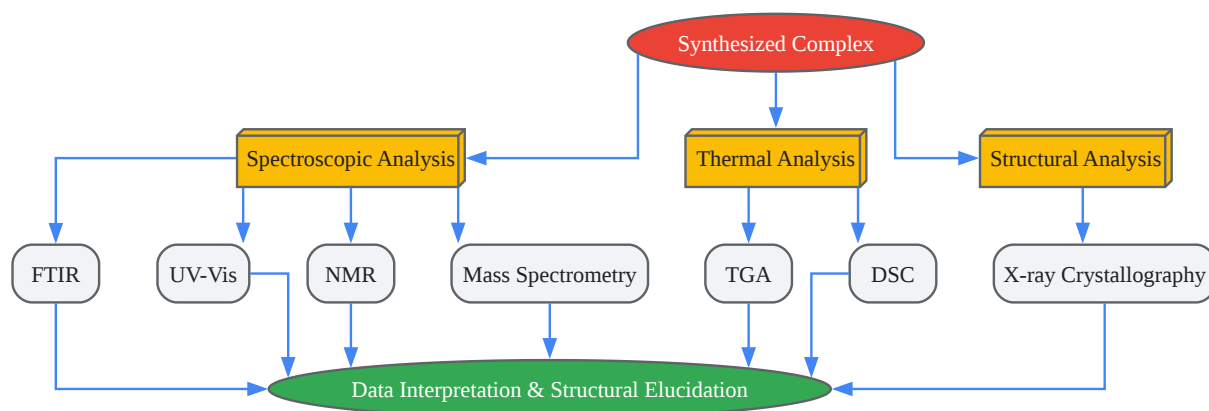 Synthesized Complex
Spectroscopic Analysis
Thermal Analysis
Structural Analysis
FTIR
UV-Vis
NMR
Mass Spectrometry
TGA
DSC
X-ray Crystallography
Data Interpretation & Structural Elucidation